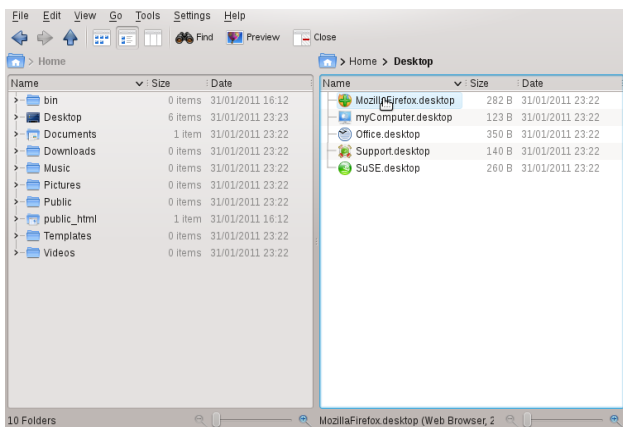 File Edit View Go Tools Settings Help
Find Preview Close
> Home
> Home > Desktop
Name Size Date
bin 0 items 31/01/2011 16:12
Desktop 6 items 31/01/2011 23:23
Documents 1 item 31/01/2011 23:22
Downloads 0 items 31/01/2011 23:22
Music 0 items 31/01/2011 23:22
Pictures 0 items 31/01/2011 23:22
Public 0 items 31/01/2011 23:22
public_html 1 item 31/01/2011 16:12
Templates 0 items 31/01/2011 23:22
Videos 0 items 31/01/2011 23:22
10 Folders
Name Size Date
MozillaFirefox.desktop 282 B 31/01/2011 23:22
myComputer.desktop 123 B 31/01/2011 23:22
Office.desktop 350 B 31/01/2011 23:22
Support.desktop 140 B 31/01/2011 23:22
SuSE.desktop 260 B 31/01/2011 23:22
MozillaFirefox.desktop (Web Browser, 2